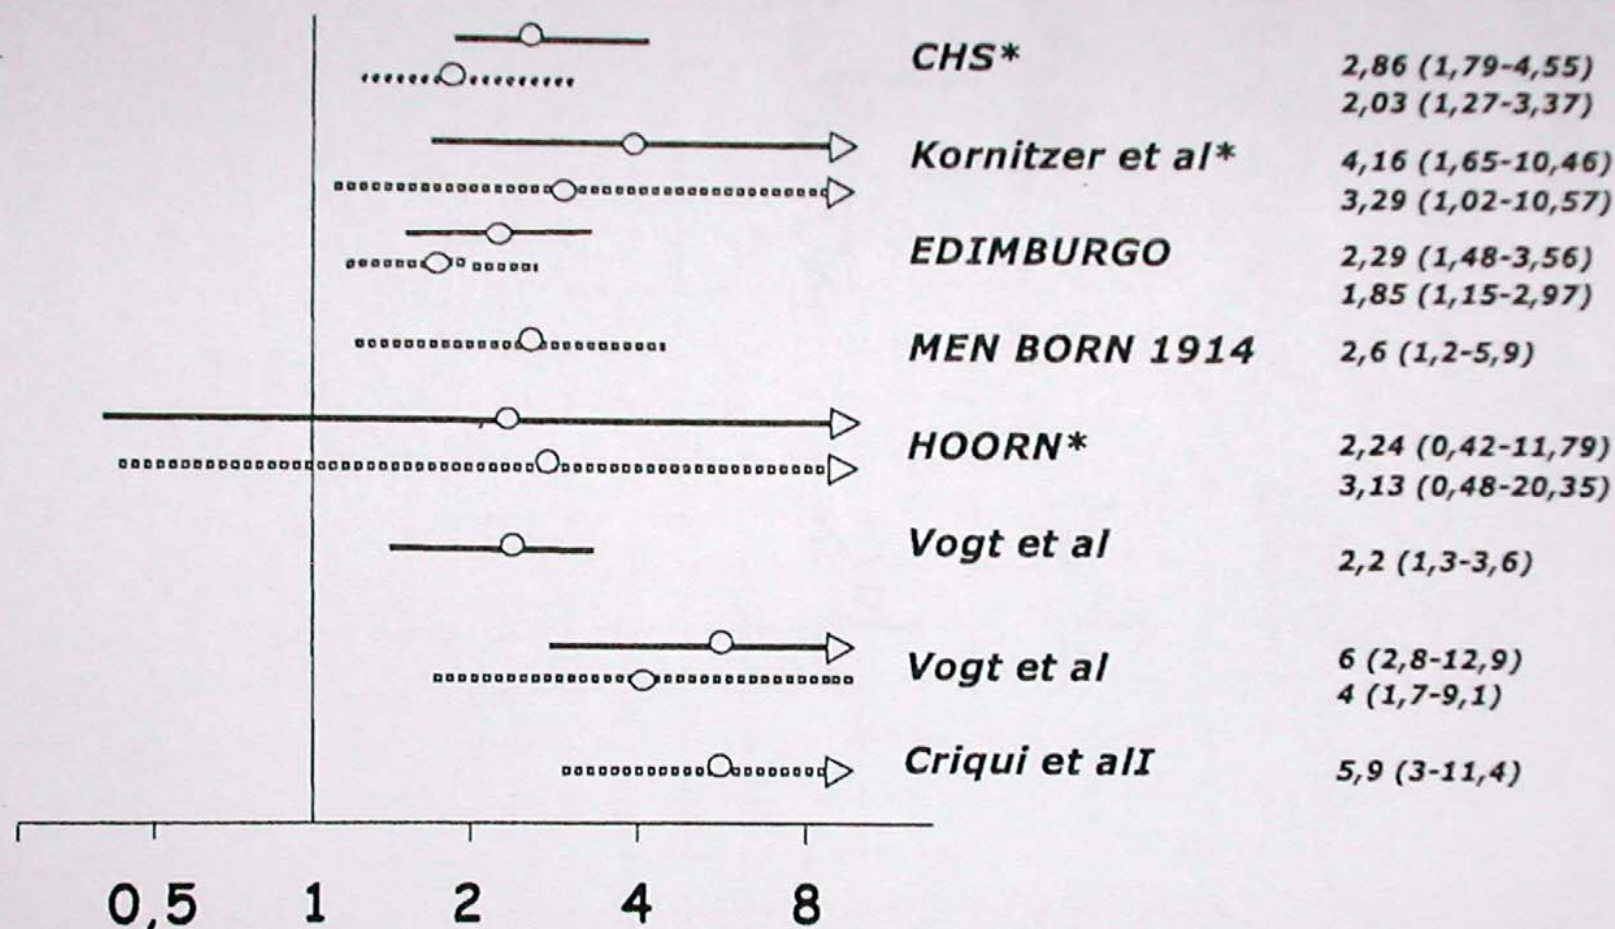 CHS*
2,86 (1,79-4,55)
2,03 (1,27-3,37)
Kornitzer et al*
4,16 (1,65-10,46)
3,29 (1,02-10,57)
EDIMBURGO
2,29 (1,48-3,56)
1,85 (1,15-2,97)
MEN BORN 1914
2,6 (1,2-5,9)
HOORN*
2,24 (0,42-11,79)
3,13 (0,48-20,35)
Vogt et al
2,2 (1,3-3,6)
Vogt et al
6 (2,8-12,9)
4 (1,7-9,1)
Criqui et alI
5,9 (3-11,4)
0,5 1 2 4 8